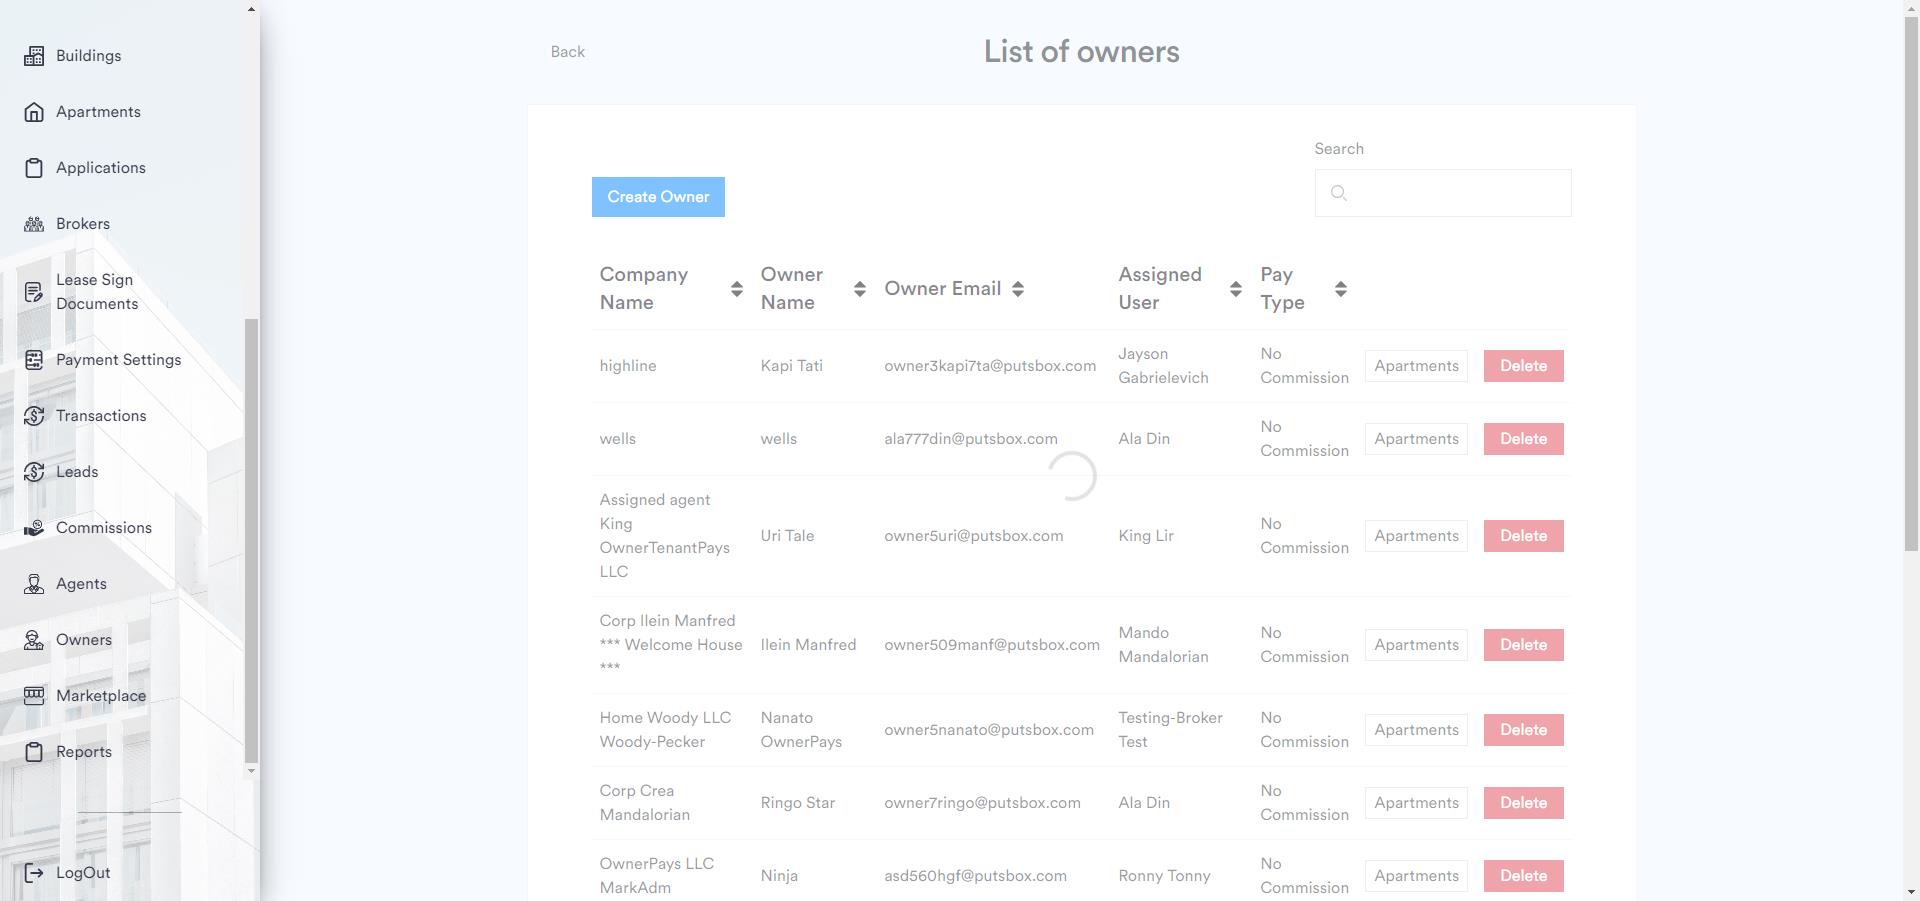 Buildings
Apartments
Applications
Brokers
Lease Sign
Documents
Payment Settings
Transactions
Leads
Commissions
Agents
Owners
Marketplace
Reports
LogOut
Back
List of owners
Search
Create Owner
Company Name Owner Name Owner Email Assigned User Pay Type
highline Kapi Tati owner3kapi7ta@putsbox.com Jayson Gabrielevich No Commission Apartments Delete
wells wells ala777din@putsbox.com Ala Din No Commission Apartments Delete
Assigned agent King OwnerTenantPays LLC Uri Tale owner5uri@putsbox.com King Lir No Commission Apartments Delete
Corp Ilein Manfred *** Welcome House *** Ilein Manfred owner509manf@putsbox.com Mando Mandalorian No Commission Apartments Delete
Home Woody LLC Woody-Pecker Nanato OwnerPays owner5nanato@putsbox.com Testing-Broker Test No Commission Apartments Delete
Corp Crea Mandalorian Ringo Star owner7ringo@putsbox.com Ala Din No Commission Apartments Delete
OwnerPays LLC MarkAdm Ninja asd560hgf@putsbox.com Ronny Tonny No Commission Apartments Delete